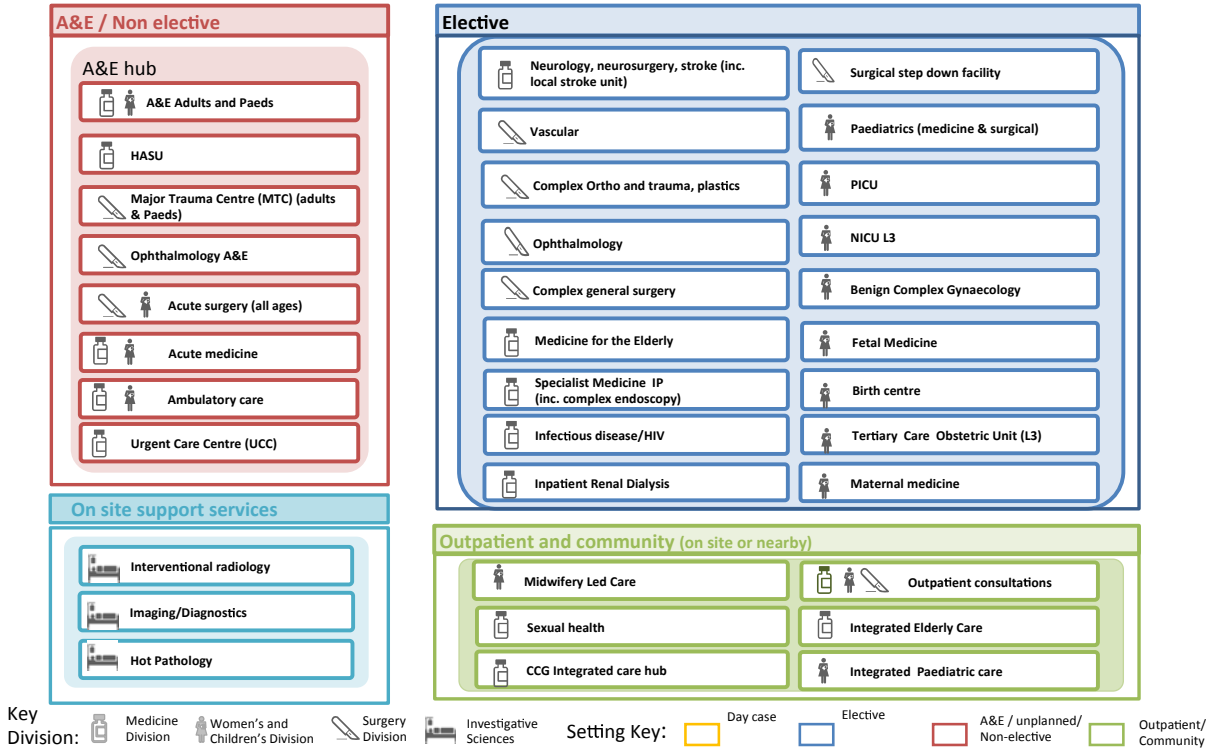 A&E / Non elective
A&E hub
A&E Adults and Paeds
HASU
Major Trauma Centre (MTC) (adults
& Paeds)
Ophthalmology A&E
Acute surgery (all ages)
Acute medicine
Ambulatory care
Urgent Care Centre (UCC)
On site support services
Interventional radiology
Imaging/Diagnostics
Hot Pathology
Elective
Neurology, neurosurgery, stroke (inc.
local stroke unit)
Vascular
Complex Ortho and trauma, plastics
Ophthalmology
Complex general surgery
Medicine for the Elderly
Specialist Medicine IP
(inc. complex endoscopy)
Infectious disease/HIV
Inpatient Renal Dialysis
Surgical step down facility
Paediatrics (medicine & surgical)
PICU
NICU L3
Benign Complex Gynaecology
Fetal Medicine
Birth centre
Tertiary Care Obstetric Unit (L3)
Maternal medicine
Outpatient and community (on site or nearby)
Midwifery Led Care
Sexual health
CCG Integrated care hub
Outpatient consultations
Integrated Elderly Care
Integrated Paediatric care
Key
Division:
Medicine
Division
Women's and
Children's Division
Surgery
Division
Investigative
Sciences
Setting Key:
Day case
Elective
A&E / unplanned/
Non-elective
Outpatient/
Community